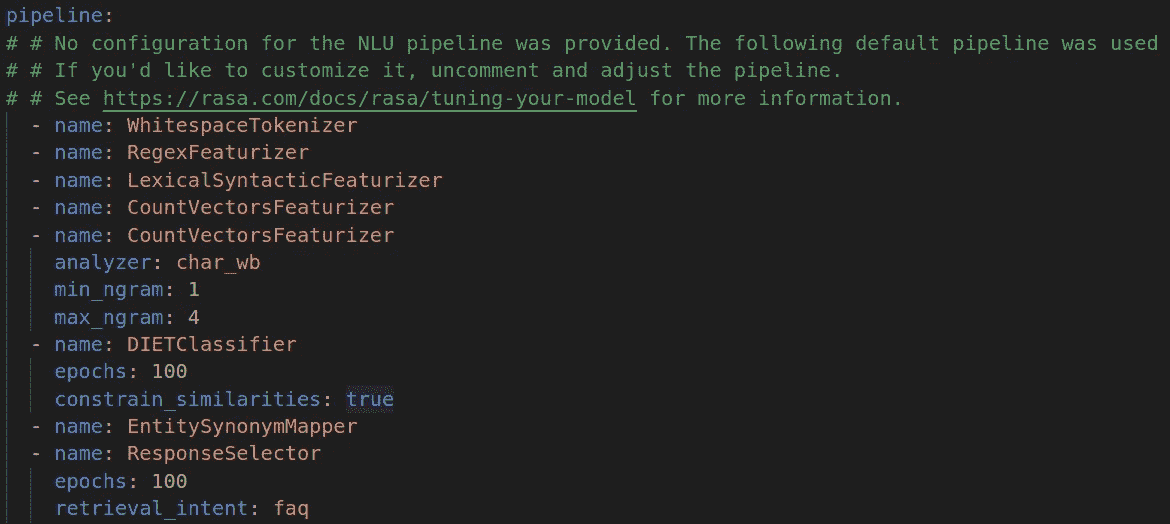 pipeline:
# # No configuration for the NLU pipeline was provided. The following default pipeline was used
# # If you'd like to customize it, uncomment and adjust the pipeline.
# # See https://rasa.com/docs/rasa/tuning-your-model for more information.
- name: WhitespaceTokenizer
- name: RegexFeaturizer
- name: LexicalSyntacticFeaturizer
- name: CountVectorsFeaturizer
- name: CountVectorsFeaturizer
analyzer: char_wb
min_ngram: 1
max_ngram: 4
- name: DIETClassifier
epochs: 100
constrain_similarities: true
- name: EntitySynonymMapper
- name: ResponseSelector
epochs: 100
retrieval_intent: faq